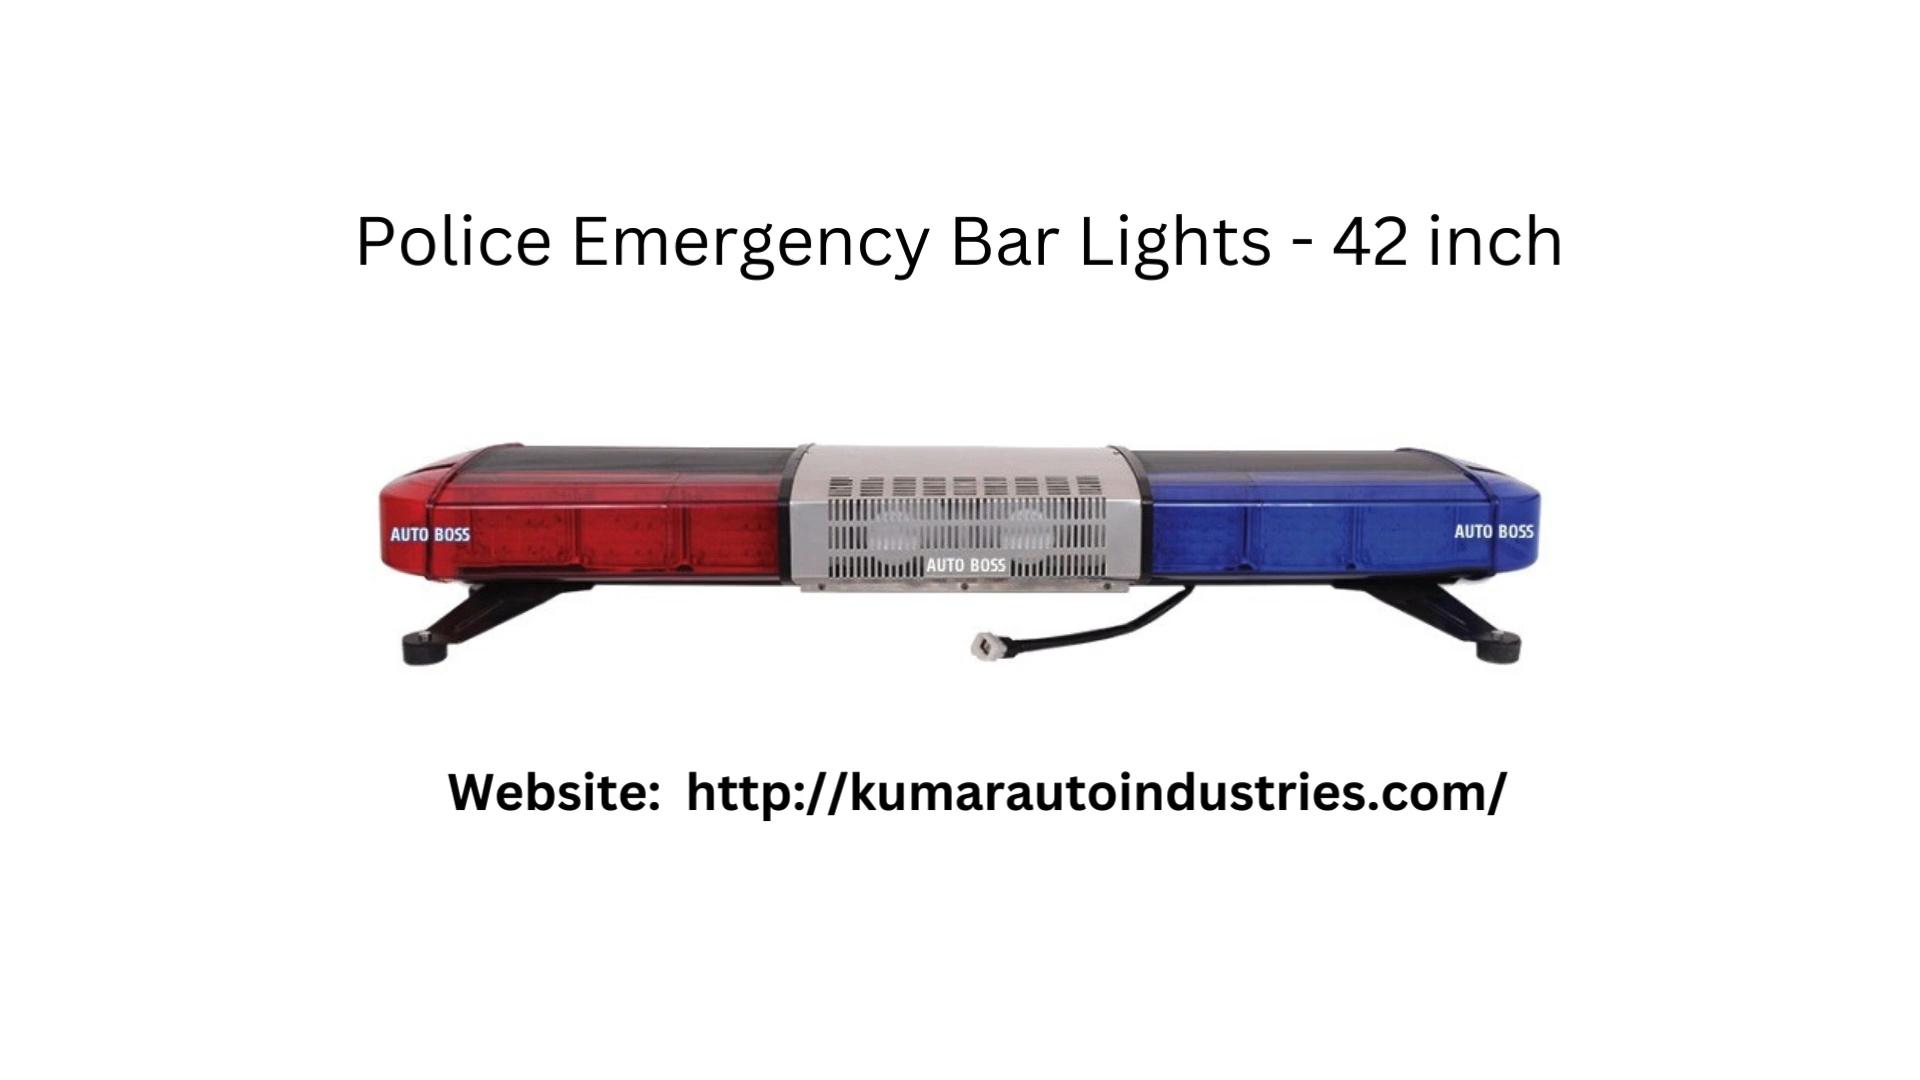 Police Emergency Bar Lights - 42 inch
AUTO BOSS
AUTO BOSS
AUTO BOSS
Website: http://kumarautoindustries.com/